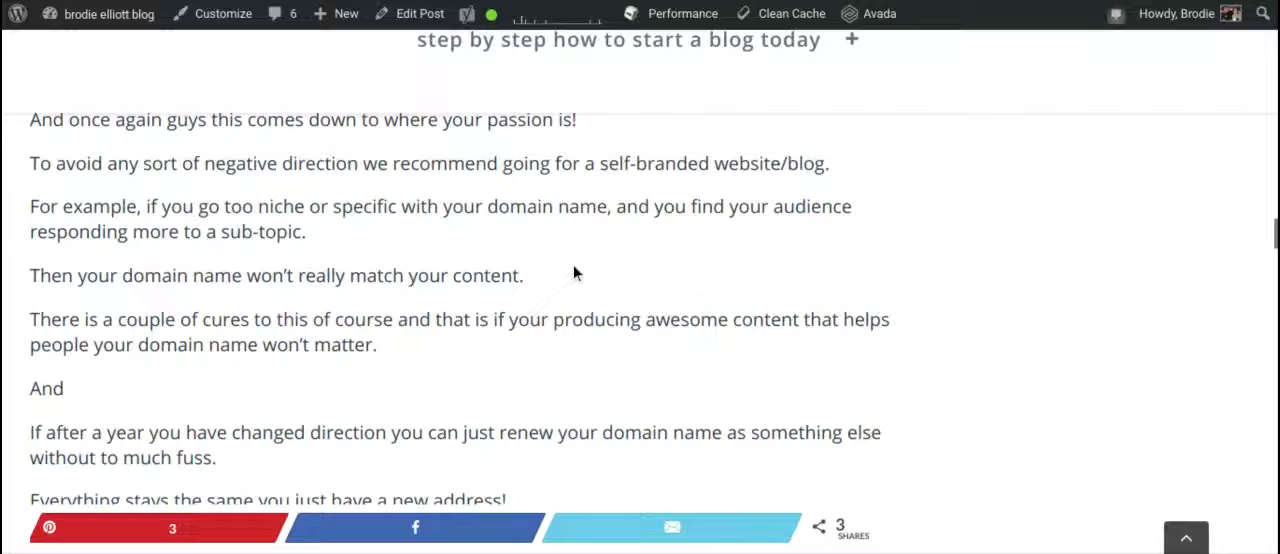 brodie elliott blog Customize 6 New Edit Post Performance Clean Cache Avada Howdy, Brodie
step by step how to start a blog today +
And once again guys this comes down to where your passion is!
To avoid any sort of negative direction we recommend going for a self-branded website/blog.
For example, if you go too niche or specific with your domain name, and you find your audience
responding more to a sub-topic.
Then your domain name won't really match your content.
There is a couple of cures to this of course and that is if your producing awesome content that helps
people your domain name won't matter.
And
If after a year you have changed direction you can just renew your domain name as something else
without to much fuss.
Everything stays the same you just have a new address!
3 3
SHARES